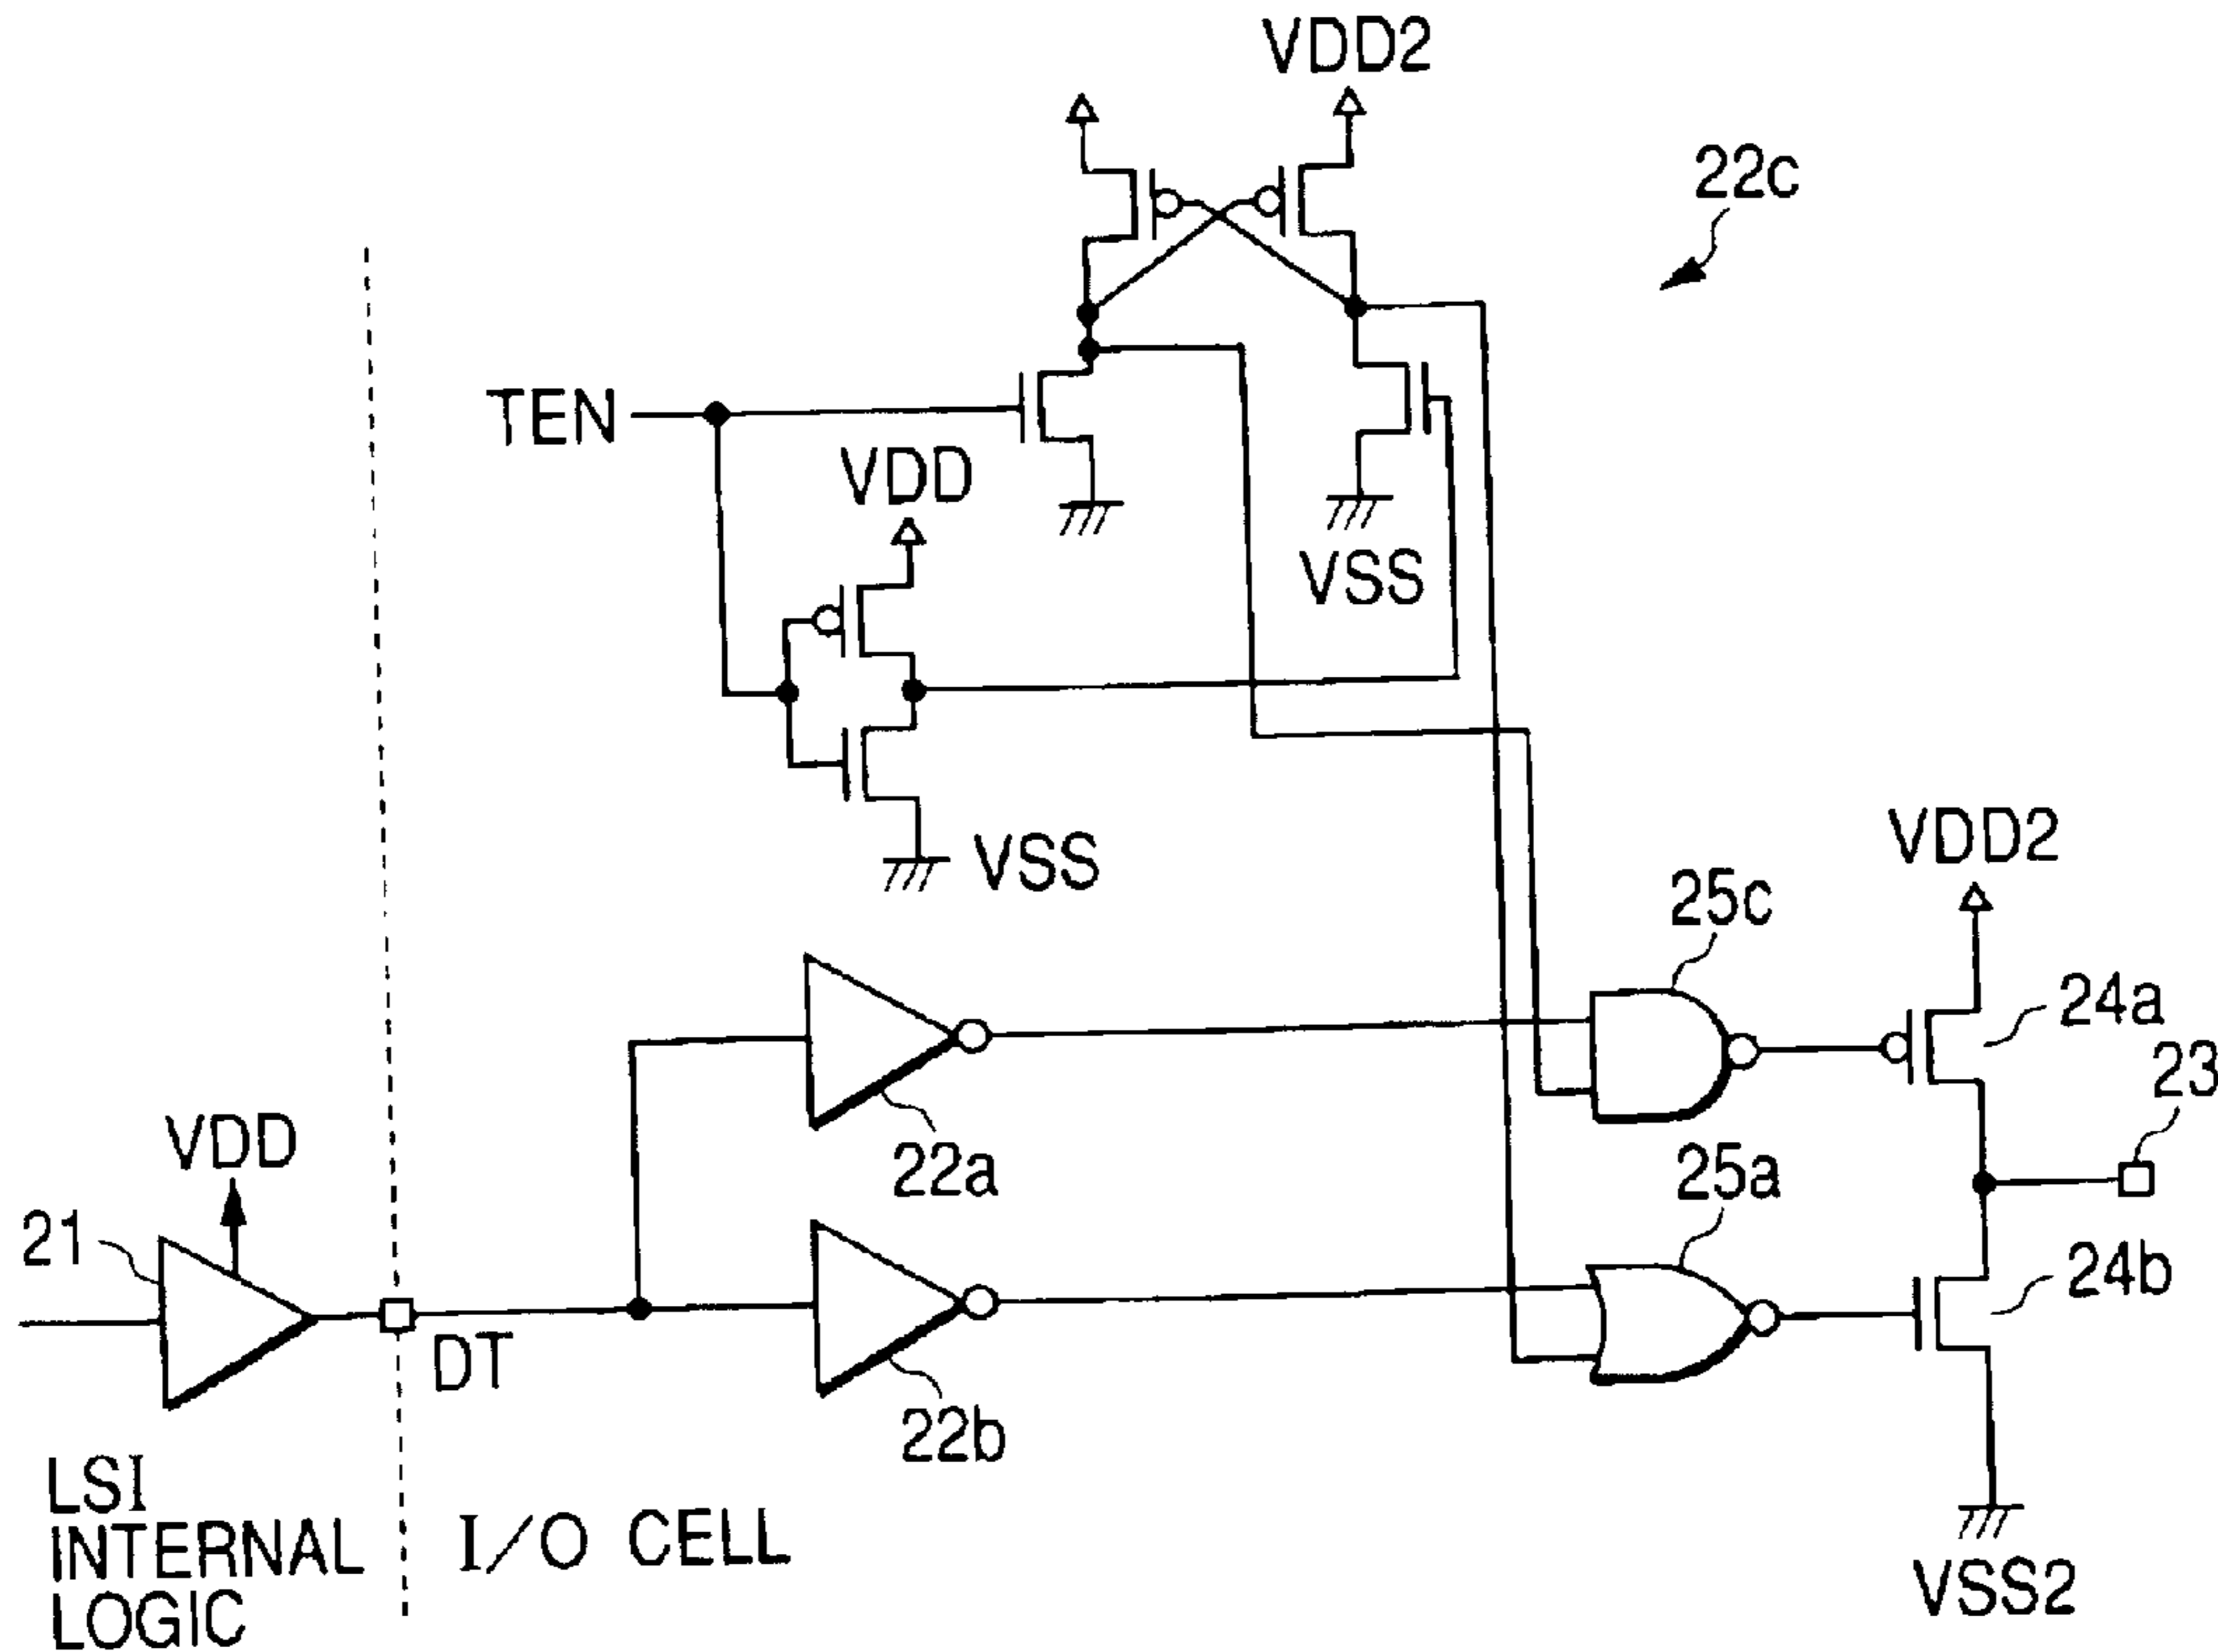 VDD2
22c
TEN
VDD
VSS
VSS
VDD2
25c
24a
23
VDD
22a
25a
21
24b
DT
22b
LSI
INTERNAL
LOGIC
I/O CELL
VSS2